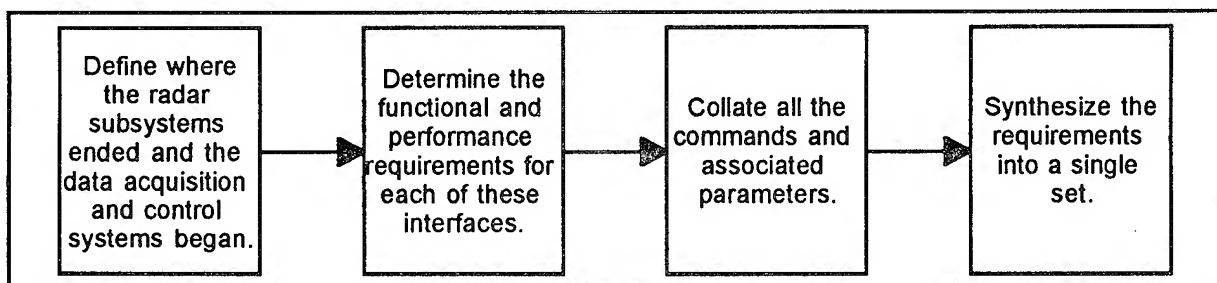 Define where
the radar
subsystems
ended and the
data acquisition
and control
systems began.
Determine the
functional and
performance
requirements for
each of these
interfaces.
Collate all the
commands and
associated
parameters.
Synthesize the
requirements
into a single
set.